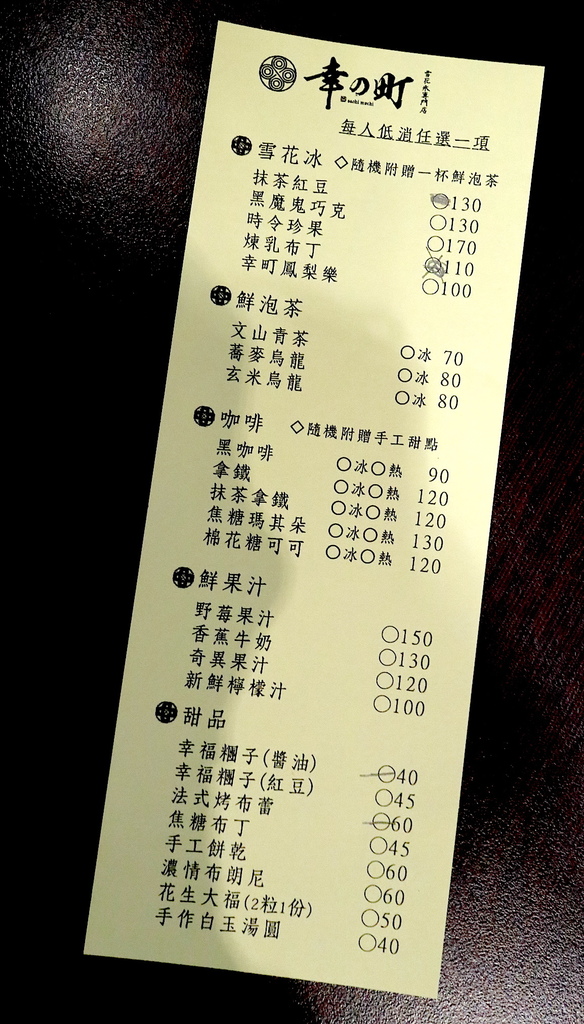 幸の町 雪花冰專門店
sachi machi
每人低消任選一項
雪花冰 ◇隨機附贈一杯鮮泡茶
抹茶紅豆 ○130
黑魔鬼巧克 ○130
時令珍果 ○170
煉乳布丁 ○110
幸町鳳梨樂 ○100
鮮泡茶
文山青茶 ○冰 70
蕎麥烏龍 ○冰 80
玄米烏龍 ○冰 80
咖啡 ◇隨機附贈手工甜點
黑咖啡 ○冰○熱 90
拿鐵 ○冰○熱 120
抹茶拿鐵 ○冰○熱 120
焦糖瑪其朵 ○冰○熱 130
棉花糖可可 ○冰○熱 120
鮮果汁
野莓果汁 ○150
香蕉牛奶 ○130
奇異果汁 ○120
新鮮檸檬汁 ○100
甜品
幸福糰子(醬油) ○40
幸福糰子(紅豆) ○45
法式烤布蕾 ○60
焦糖布丁 ○45
手工餅乾 ○60
濃情布朗尼 ○60
花生大福(2粒1份) ○50
手作白玉湯圓 ○40